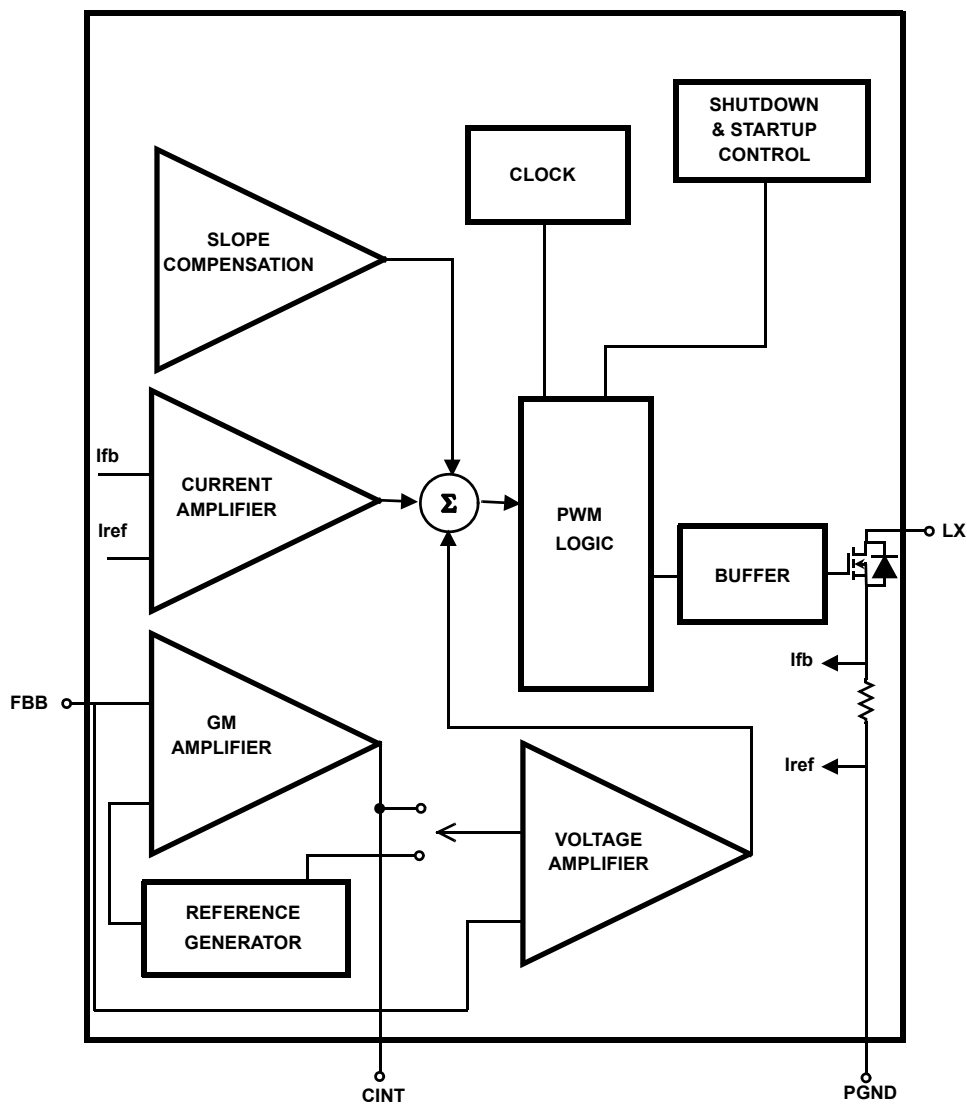 SHUTDOWN
& STARTUP
CONTROL
CLOCK
SLOPE
COMPENSATION
Ifb
CURRENT
AMPLIFIER
Iref
Σ
PWM
LOGIC
BUFFER
LX
Ifb
Iref
FBB
GM
AMPLIFIER
VOLTAGE
AMPLIFIER
REFERENCE
GENERATOR
CINT
PGND